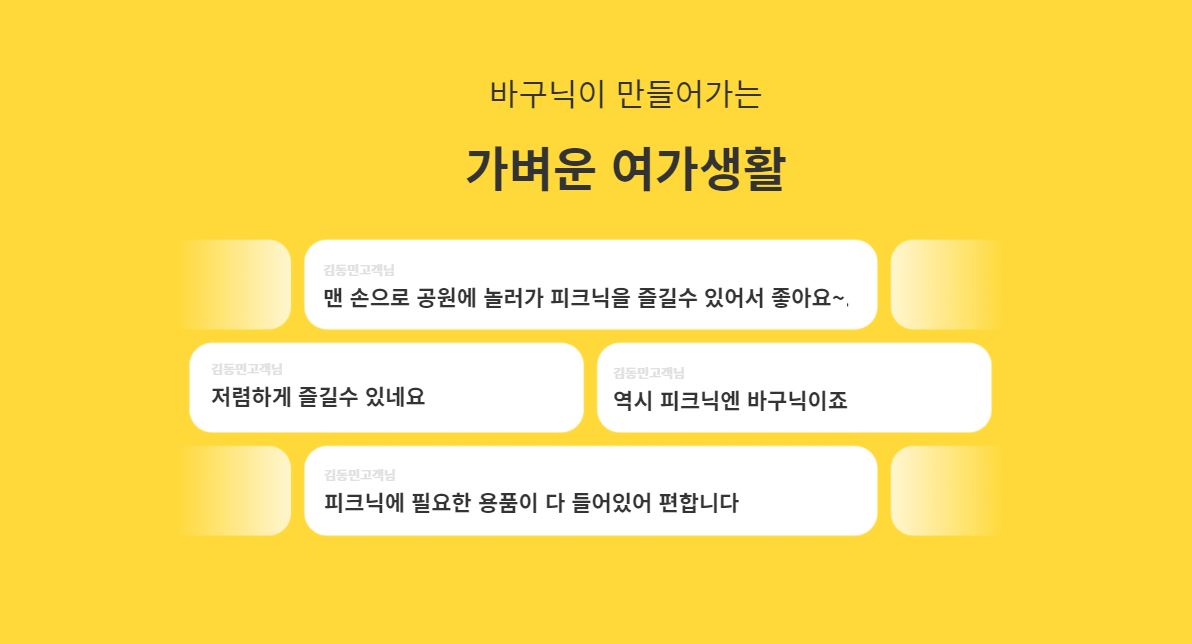 바구닉이 만들어가는
가벼운 여가생활
김동민고객님
맨 손으로 공원에 놀러가 피크닉을 즐길수 있어서 좋아요~.
김동민고객님
저렴하게 즐길수 있네요
김동민고객님
역시 피크닉엔 바구닉이죠
김동민고객님
피크닉에 필요한 용품이 다 들어있어 편합니다